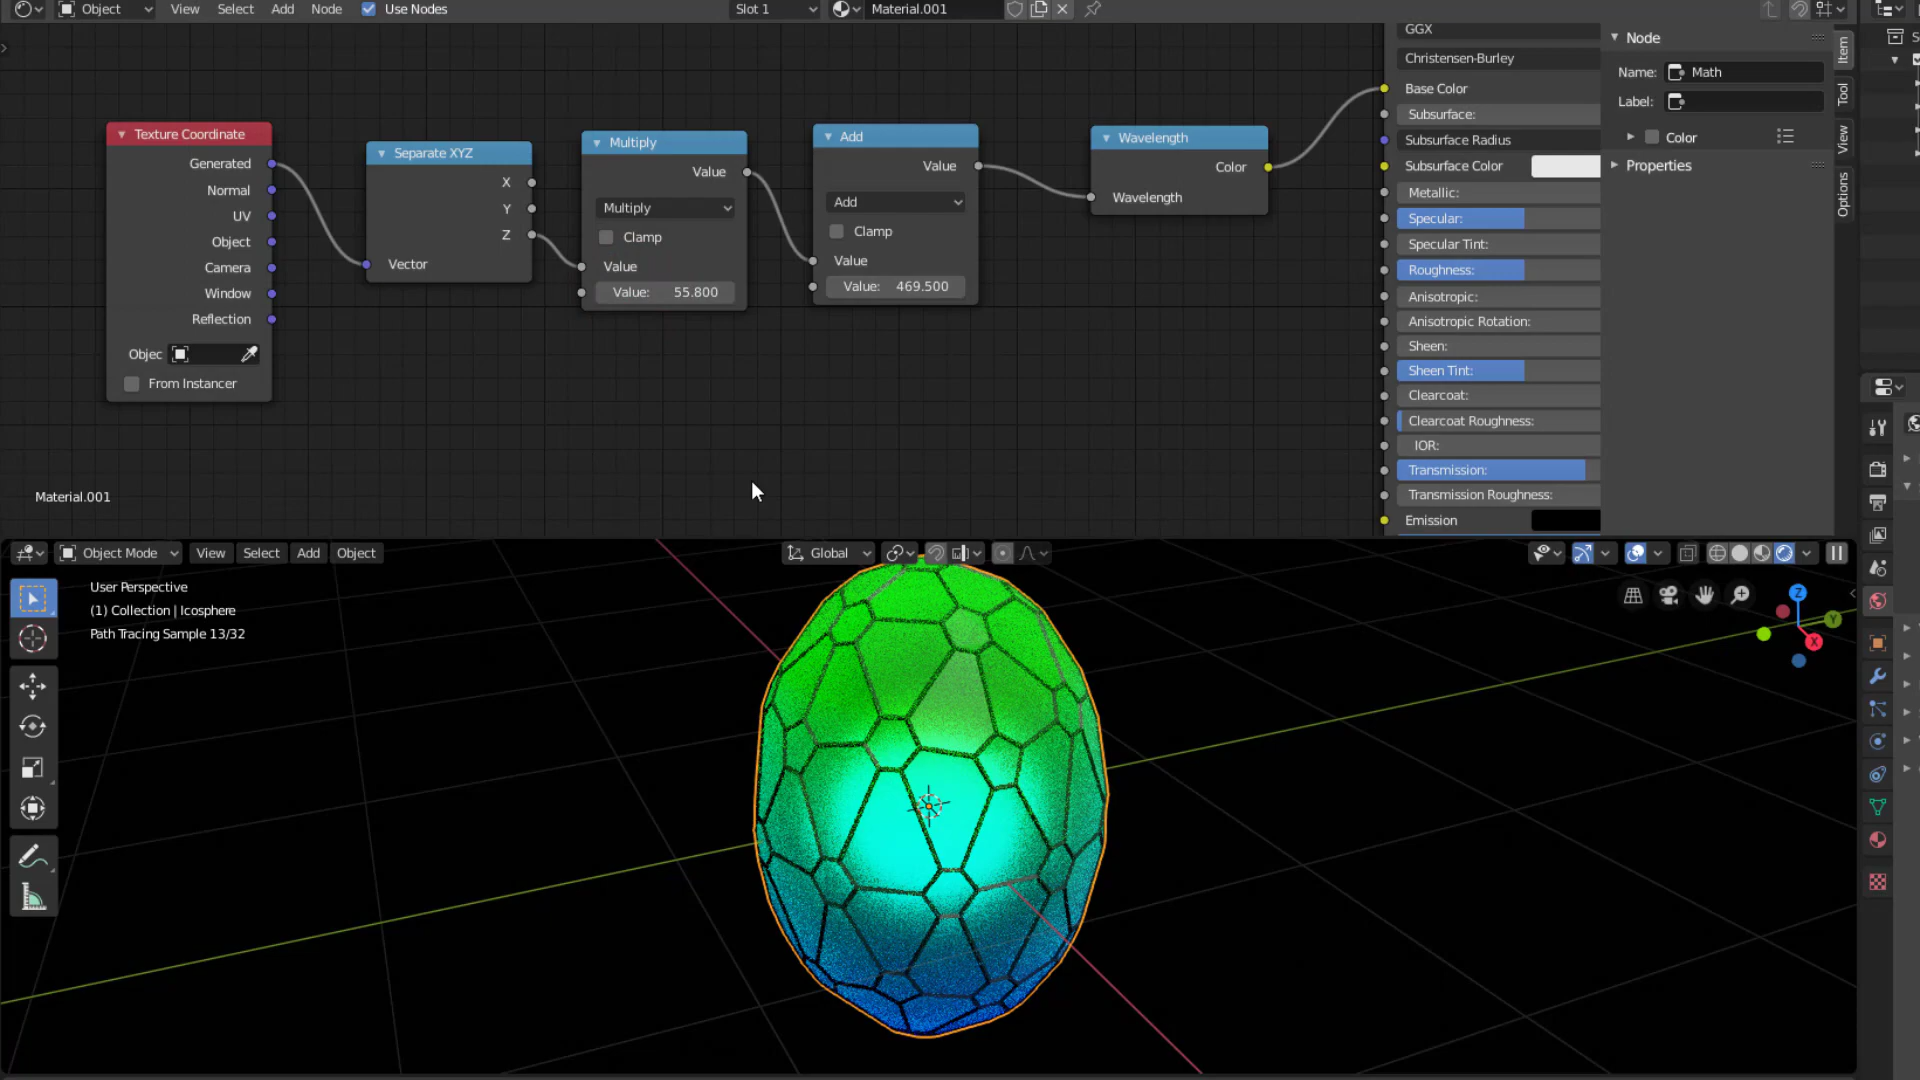 Object
View
Select
Add
Node
Use Nodes
Slot 1
Material.001
Texture Coordinate
Generated
Normal
UV
Object
Camera
Window
Reflection
Objec
From Instancer
Separate XYZ
X
Y
Z
Vector
Multiply
Value
Multiply
Clamp
Value
Value: 55.800
Add
Value
Add
Clamp
Value
Value: 469.500
Wavelength
Color
Wavelength
GGX
Christensen-Burley
Base Color
Subsurface:
Subsurface Radius
Subsurface Color
Metallic:
Specular:
Specular Tint:
Roughness:
Anisotropic:
Anisotropic Rotation:
Sheen:
Sheen Tint:
Clearcoat:
Clearcoat Roughness:
IOR:
Transmission:
Transmission Roughness:
Emission
Node
Name: Math
Label:
Color
Properties
Item
Tool
View
Options
Material.001
Object Mode
View
Select
Add
Object
Global
User Perspective
(1) Collection | Icosphere
Path Tracing Sample 13/32
Z
Y
X